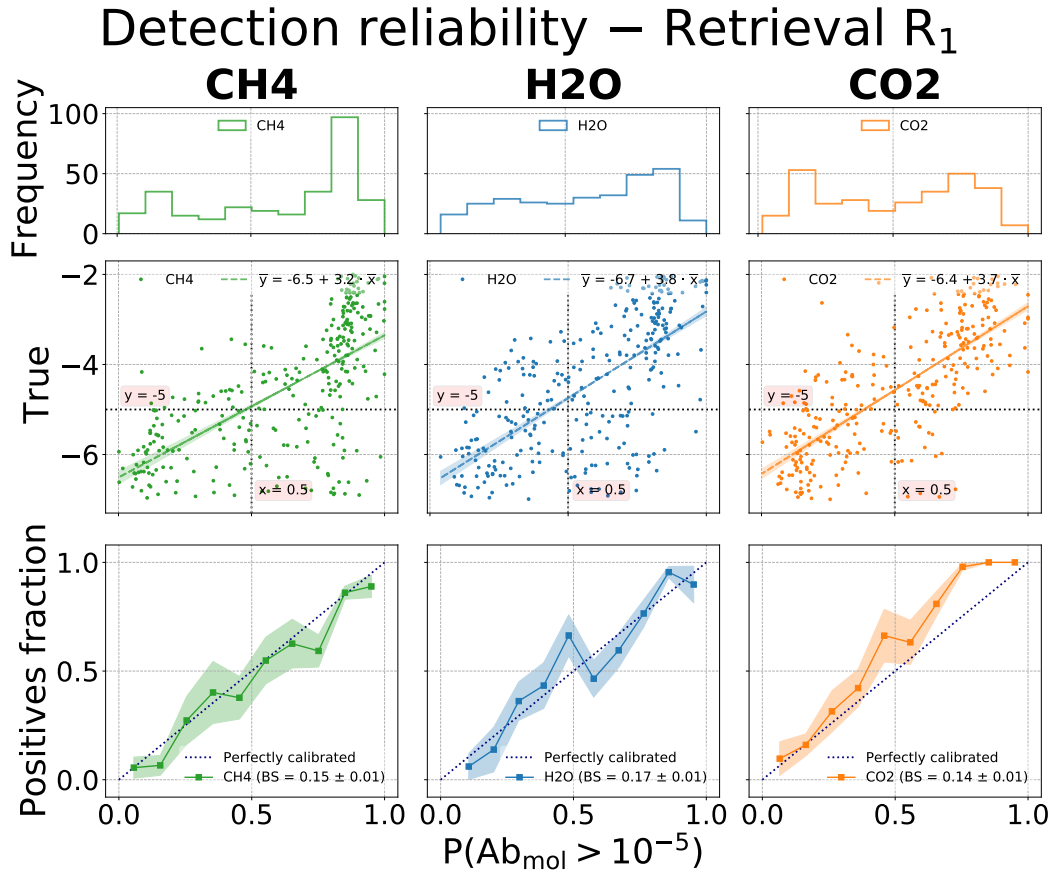 Detection reliability − Retrieval R₁
CH4 H2O CO2
Frequency
100
50
0
CH4
H2O
CO2
True
−2
−4
−6
CH4 y̅ = -6.5 + 3.2 · x̅
y = -5
x = 0.5
H2O y̅ = -6.7 + 3.8 · x̅
y = -5
x = 0.5
CO2 y̅ = -6.4 + 3.7 · x̅
y = -5
x = 0.5
Positives fraction
1.0
0.5
0.0
Perfectly calibrated
CH4 (BS = 0.15 ± 0.01)
Perfectly calibrated
H2O (BS = 0.17 ± 0.01)
Perfectly calibrated
CO2 (BS = 0.14 ± 0.01)
0.0 0.5 1.0 0.0 0.5 1.0 0.0 0.5 1.0
P(Ab_mol > 10⁻⁵)